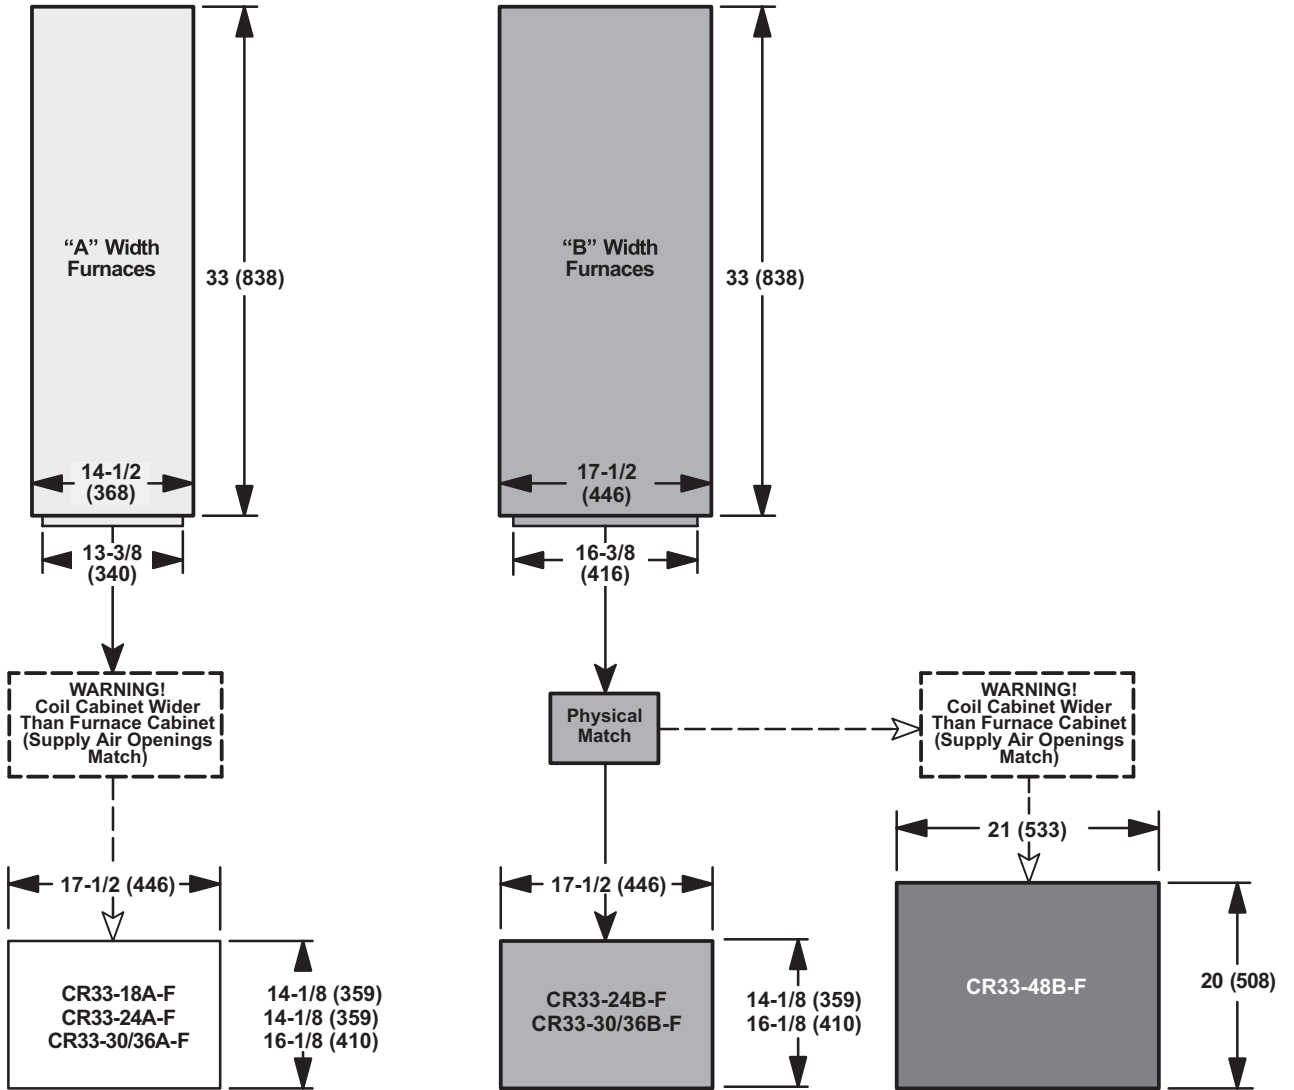 “A” Width
Furnaces
33 (838)
14-1/2
(368)
13-3/8
(340)
WARNING!
Coil Cabinet Wider
Than Furnace Cabinet
(Supply Air Openings
Match)
17-1/2 (446)
CR33-18A-F
CR33-24A-F
CR33-30/36A-F
14-1/8 (359)
14-1/8 (359)
16-1/8 (410)
“B” Width
Furnaces
33 (838)
17-1/2
(446)
16-3/8
(416)
Physical
Match
17-1/2 (446)
CR33-24B-F
CR33-30/36B-F
14-1/8 (359)
16-1/8 (410)
WARNING!
Coil Cabinet Wider
Than Furnace Cabinet
(Supply Air Openings
Match)
21 (533)
CR33-48B-F
20 (508)